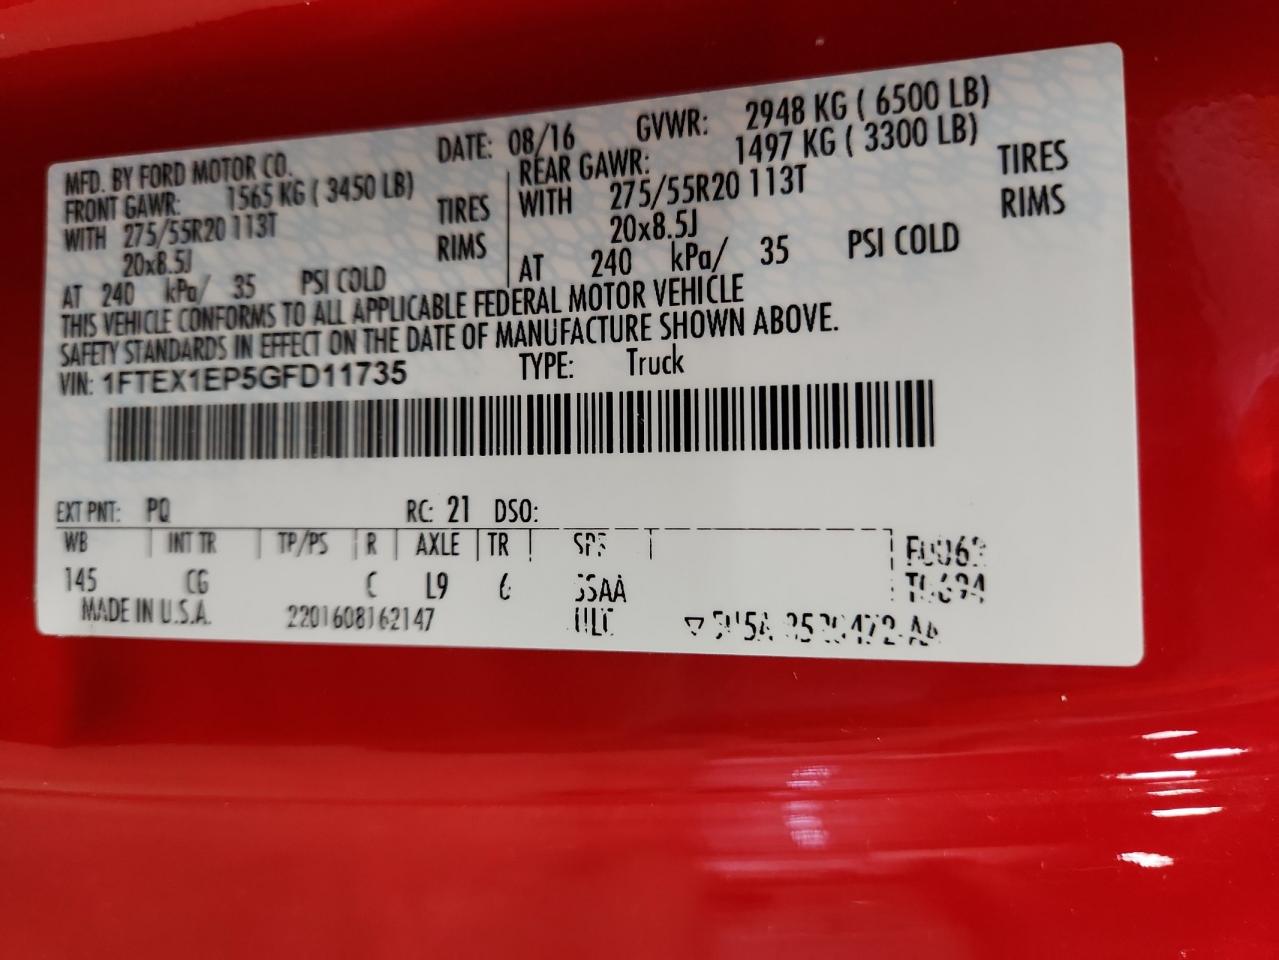 MFD. BY FORD MOTOR CO. DATE: 08/16 GVWR: 2948 KG ( 6500 LB)
FRONT GAWR: 1565 KG ( 3450 LB) REAR GAWR: 1497 KG ( 3300 LB)
WITH 275/55R20 113T TIRES WITH 275/55R20 113T TIRES
20x8.5J RIMS 20x8.5J RIMS
AT 240 kPa/ 35 PSI COLD AT 240 kPa/ 35 PSI COLD
THIS VEHICLE CONFORMS TO ALL APPLICABLE FEDERAL MOTOR VEHICLE
SAFETY STANDARDS IN EFFECT ON THE DATE OF MANUFACTURE SHOWN ABOVE.
VIN: 1FTEX1EP5GFD11735 TYPE: Truck
EXT PNT: PQ RC: 21 DSO:
WB INT TR TP/PS R AXLE TR SPR
145 CG C L9 6 SSAA
MADE IN U.S.A. 2201608162147